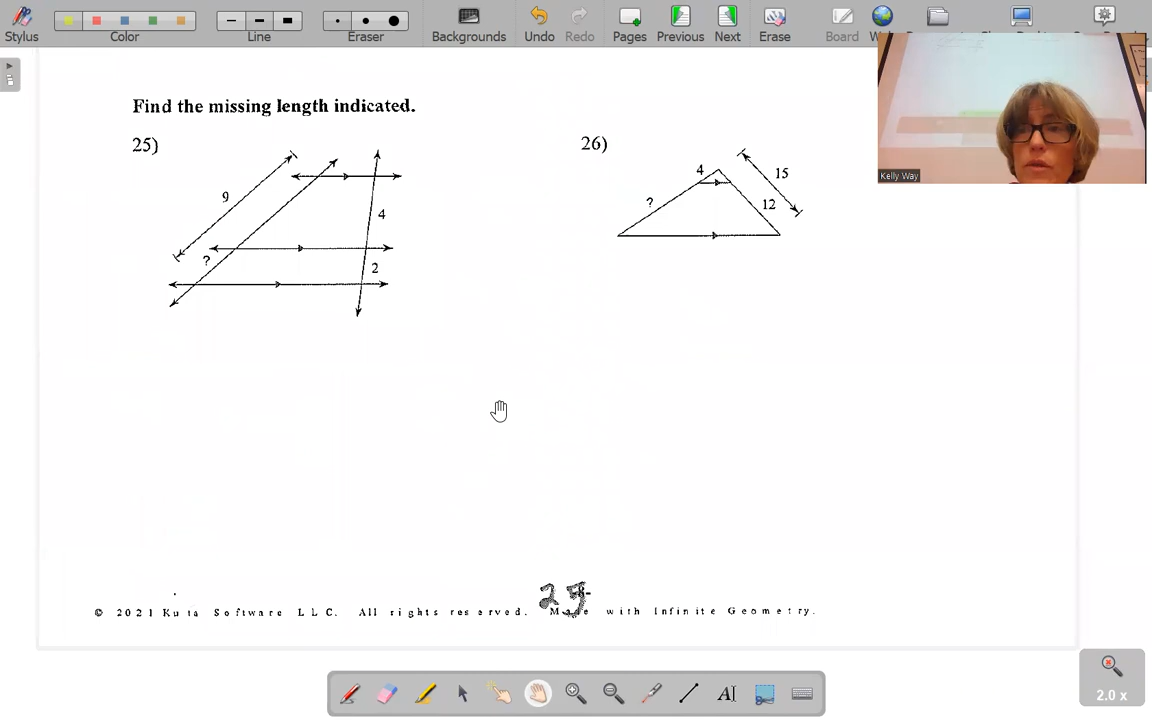 Stylus Color Line Eraser Backgrounds Undo Redo Pages Previous Next Erase Board
Kelly Way
Find the missing length indicated.
25)
9
4
?
2
26)
4
15
?
12
25
© 2021 Kuta Software LLC. All rights reserved. Made with Infinite Geometry.
2.0 x